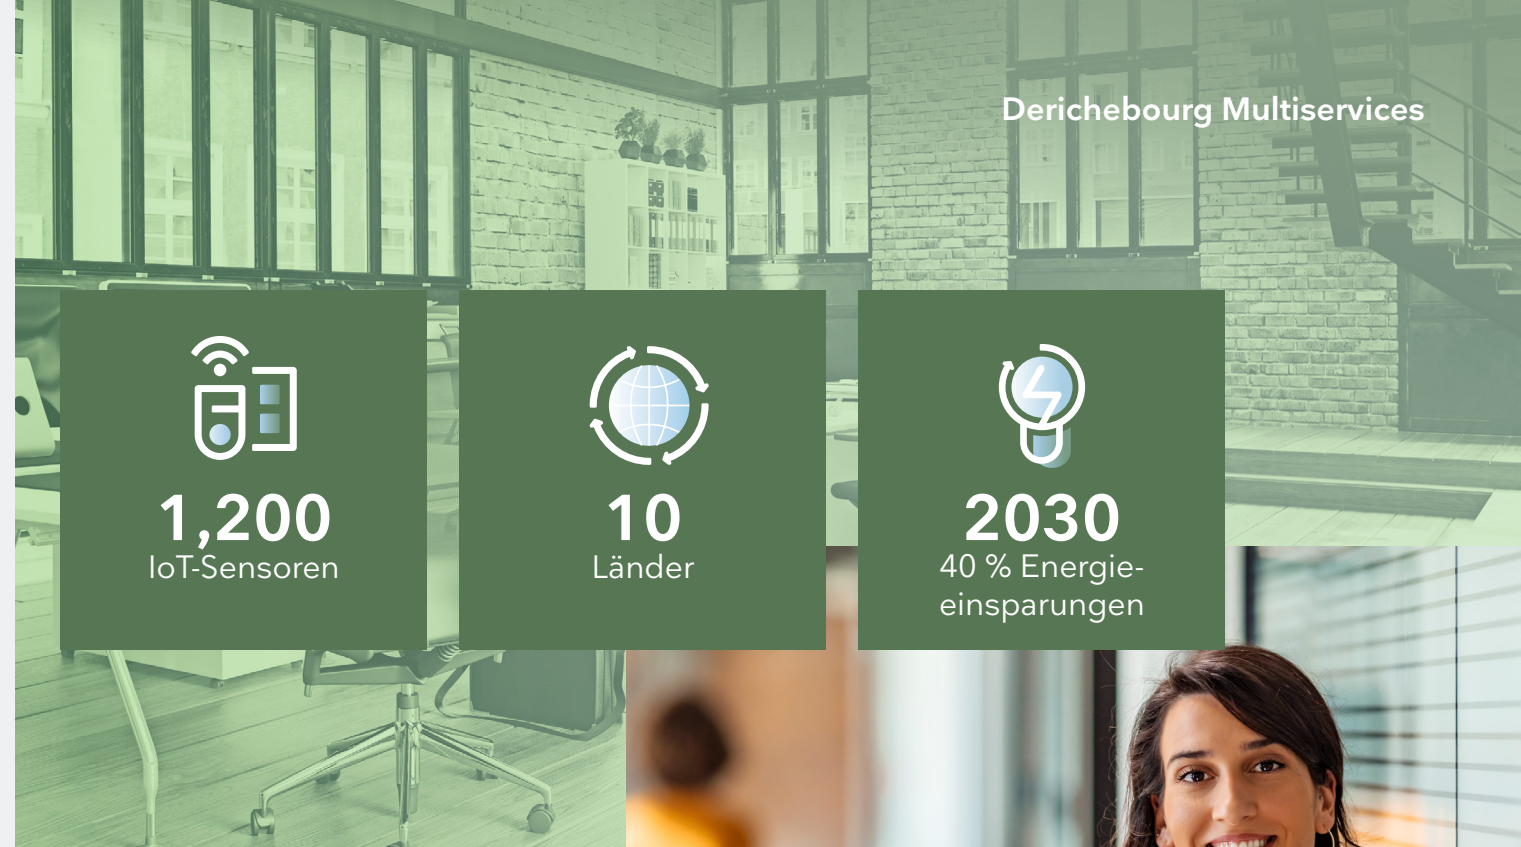 Derichebourg Multiservices
1,200
IoT-Sensoren
10
Länder
2030
40 % Energie-
einsparungen